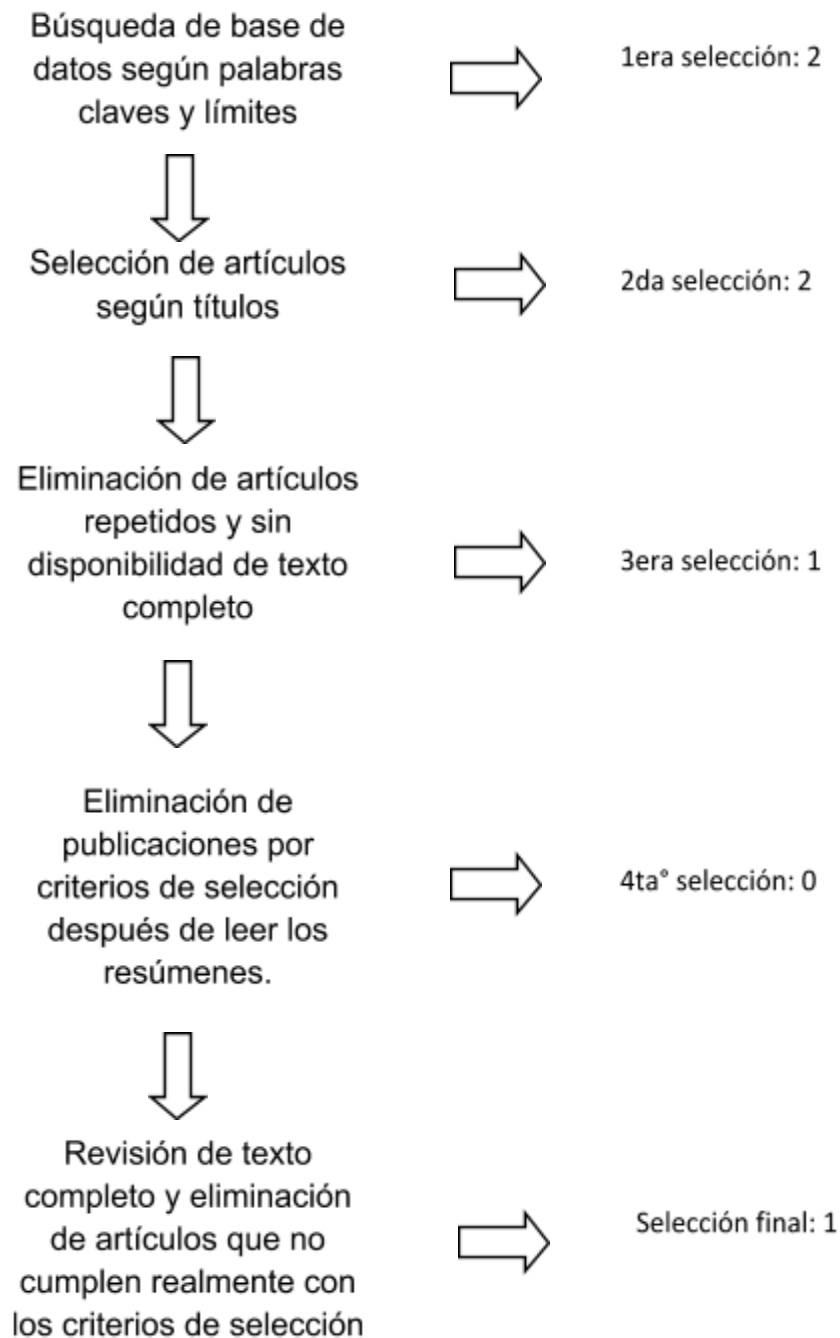 Búsqueda de base de
datos según palabras
claves y límites
1era selección: 2
Selección de artículos
según títulos
2da selección: 2
Eliminación de artículos
repetidos y sin
disponibilidad de texto
completo
3era selección: 1
Eliminación de
publicaciones por
criterios de selección
después de leer los
resúmenes.
4ta° selección: 0
Revisión de texto
completo y eliminación
de artículos que no
cumplen realmente con
los criterios de selección
Selección final: 1